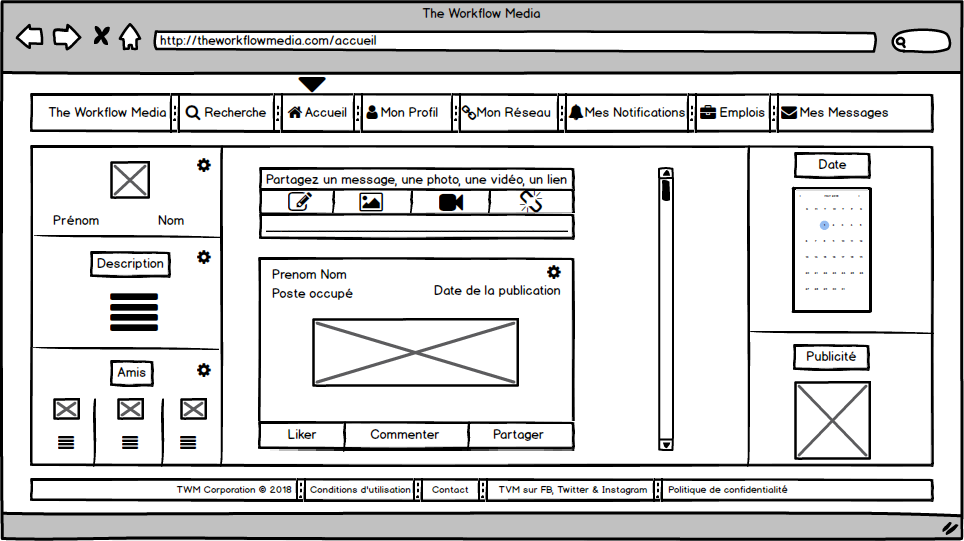 The Workflow Media
http://theworkflowmedia.com/accueil
The Workflow Media
Recherche
Accueil
Mon Profil
Mon Réseau
Mes Notifications
Emplois
Mes Messages
Prénom
Nom
Description
Amis
Partagez un message, une photo, une vidéo, un lien
Prenom Nom
Poste occupé
Date de la publication
Liker
Commenter
Partager
Date
Publicité
TWM Corporation © 2018
Conditions d'utilisation
Contact
TVM sur FB, Twitter & Instagram
Politique de confidentialité